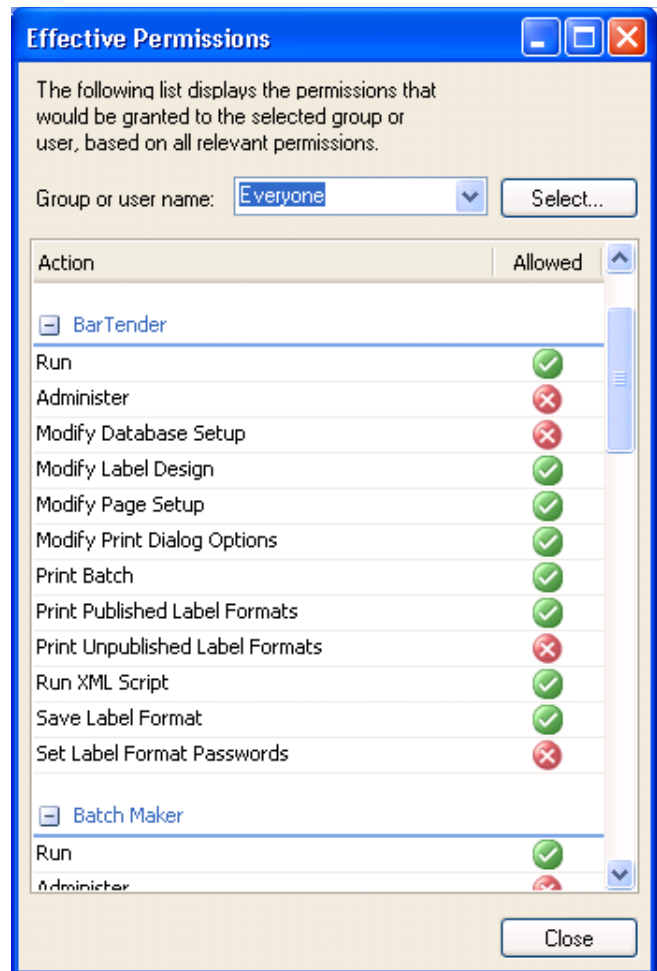 Effective Permissions
The following list displays the permissions that
would be granted to the selected group or
user, based on all relevant permissions.
Group or user name: Everyone Select...
Action Allowed
BarTender
Run
Administer
Modify Database Setup
Modify Label Design
Modify Page Setup
Modify Print Dialog Options
Print Batch
Print Published Label Formats
Print Unpublished Label Formats
Run XML Script
Save Label Format
Set Label Format Passwords
Batch Maker
Run
Administer
Close